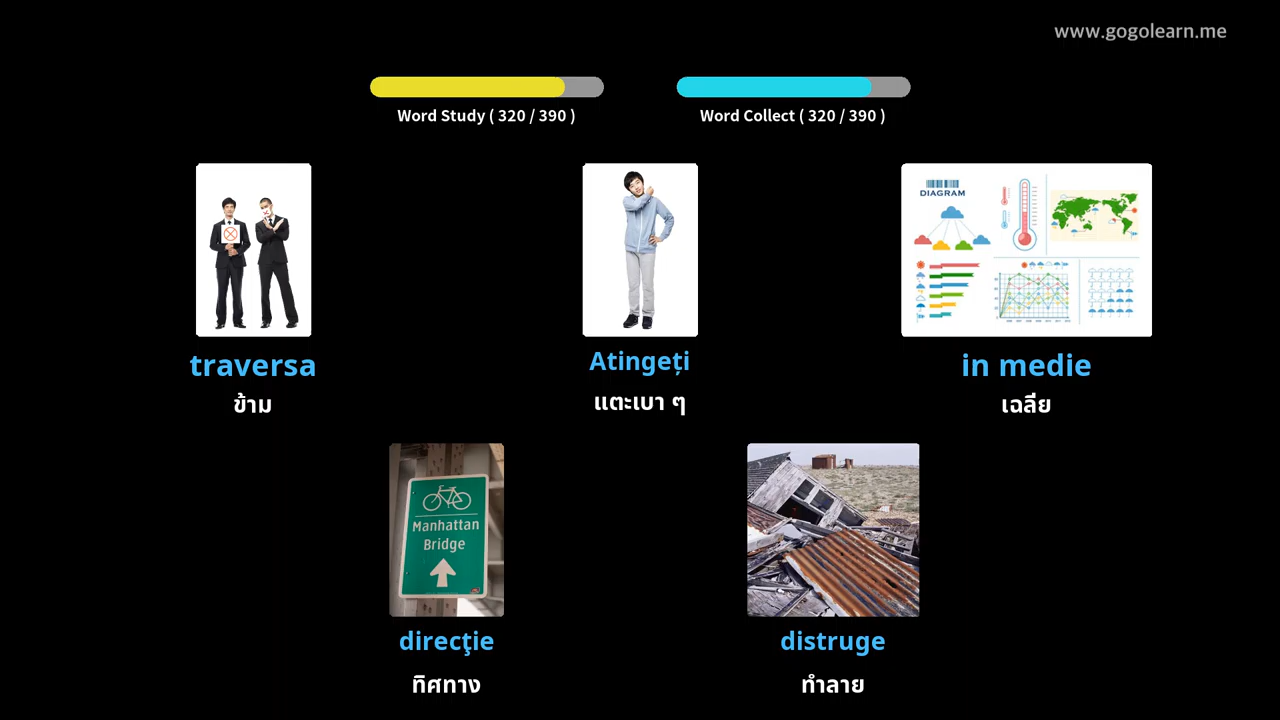 www.gogolearn.me
Word Study ( 320 / 390 )
Word Collect ( 320 / 390 )
DIAGRAM
traversa
ข้าม
Atingeți
แตะเบา ๆ
in medie
เฉลี่ย
Manhattan
Bridge
direcţie
ทิศทาง
distruge
ทำลาย